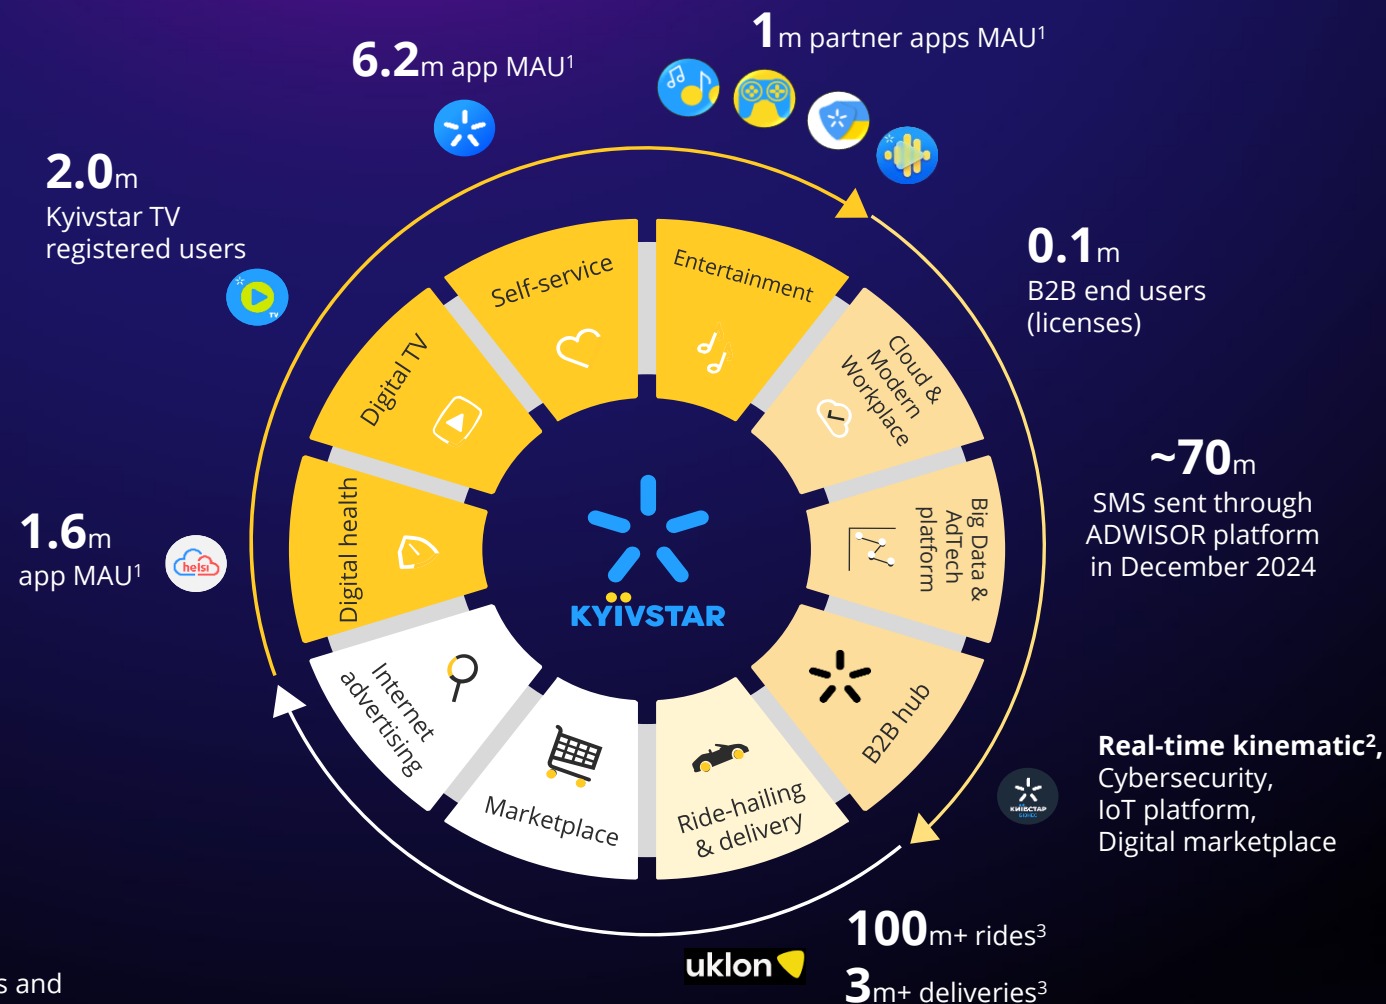 1m partner apps MAU1
6.2m app MAU1
2.0m
Kyivstar TV
registered users
TV
0.1m
B2B end users
(licenses)
Self-service
Entertainment
Digital TV
Cloud &
Modern
Workplace
~70m
SMS sent through
ADWISOR platform
in December 2024
Digital health
Big Data &
AdTech
platform
1.6m
app MAU1
helsi
KYЇVSTAR
Internet
advertising
B2B hub
Real-time kinematic2,
Cybersecurity,
IoT platform,
Digital marketplace
КИЇВСТАР
Marketplace
Ride-hailing
& delivery
100m+ rides3
uklon
3m+ deliveries3
s and